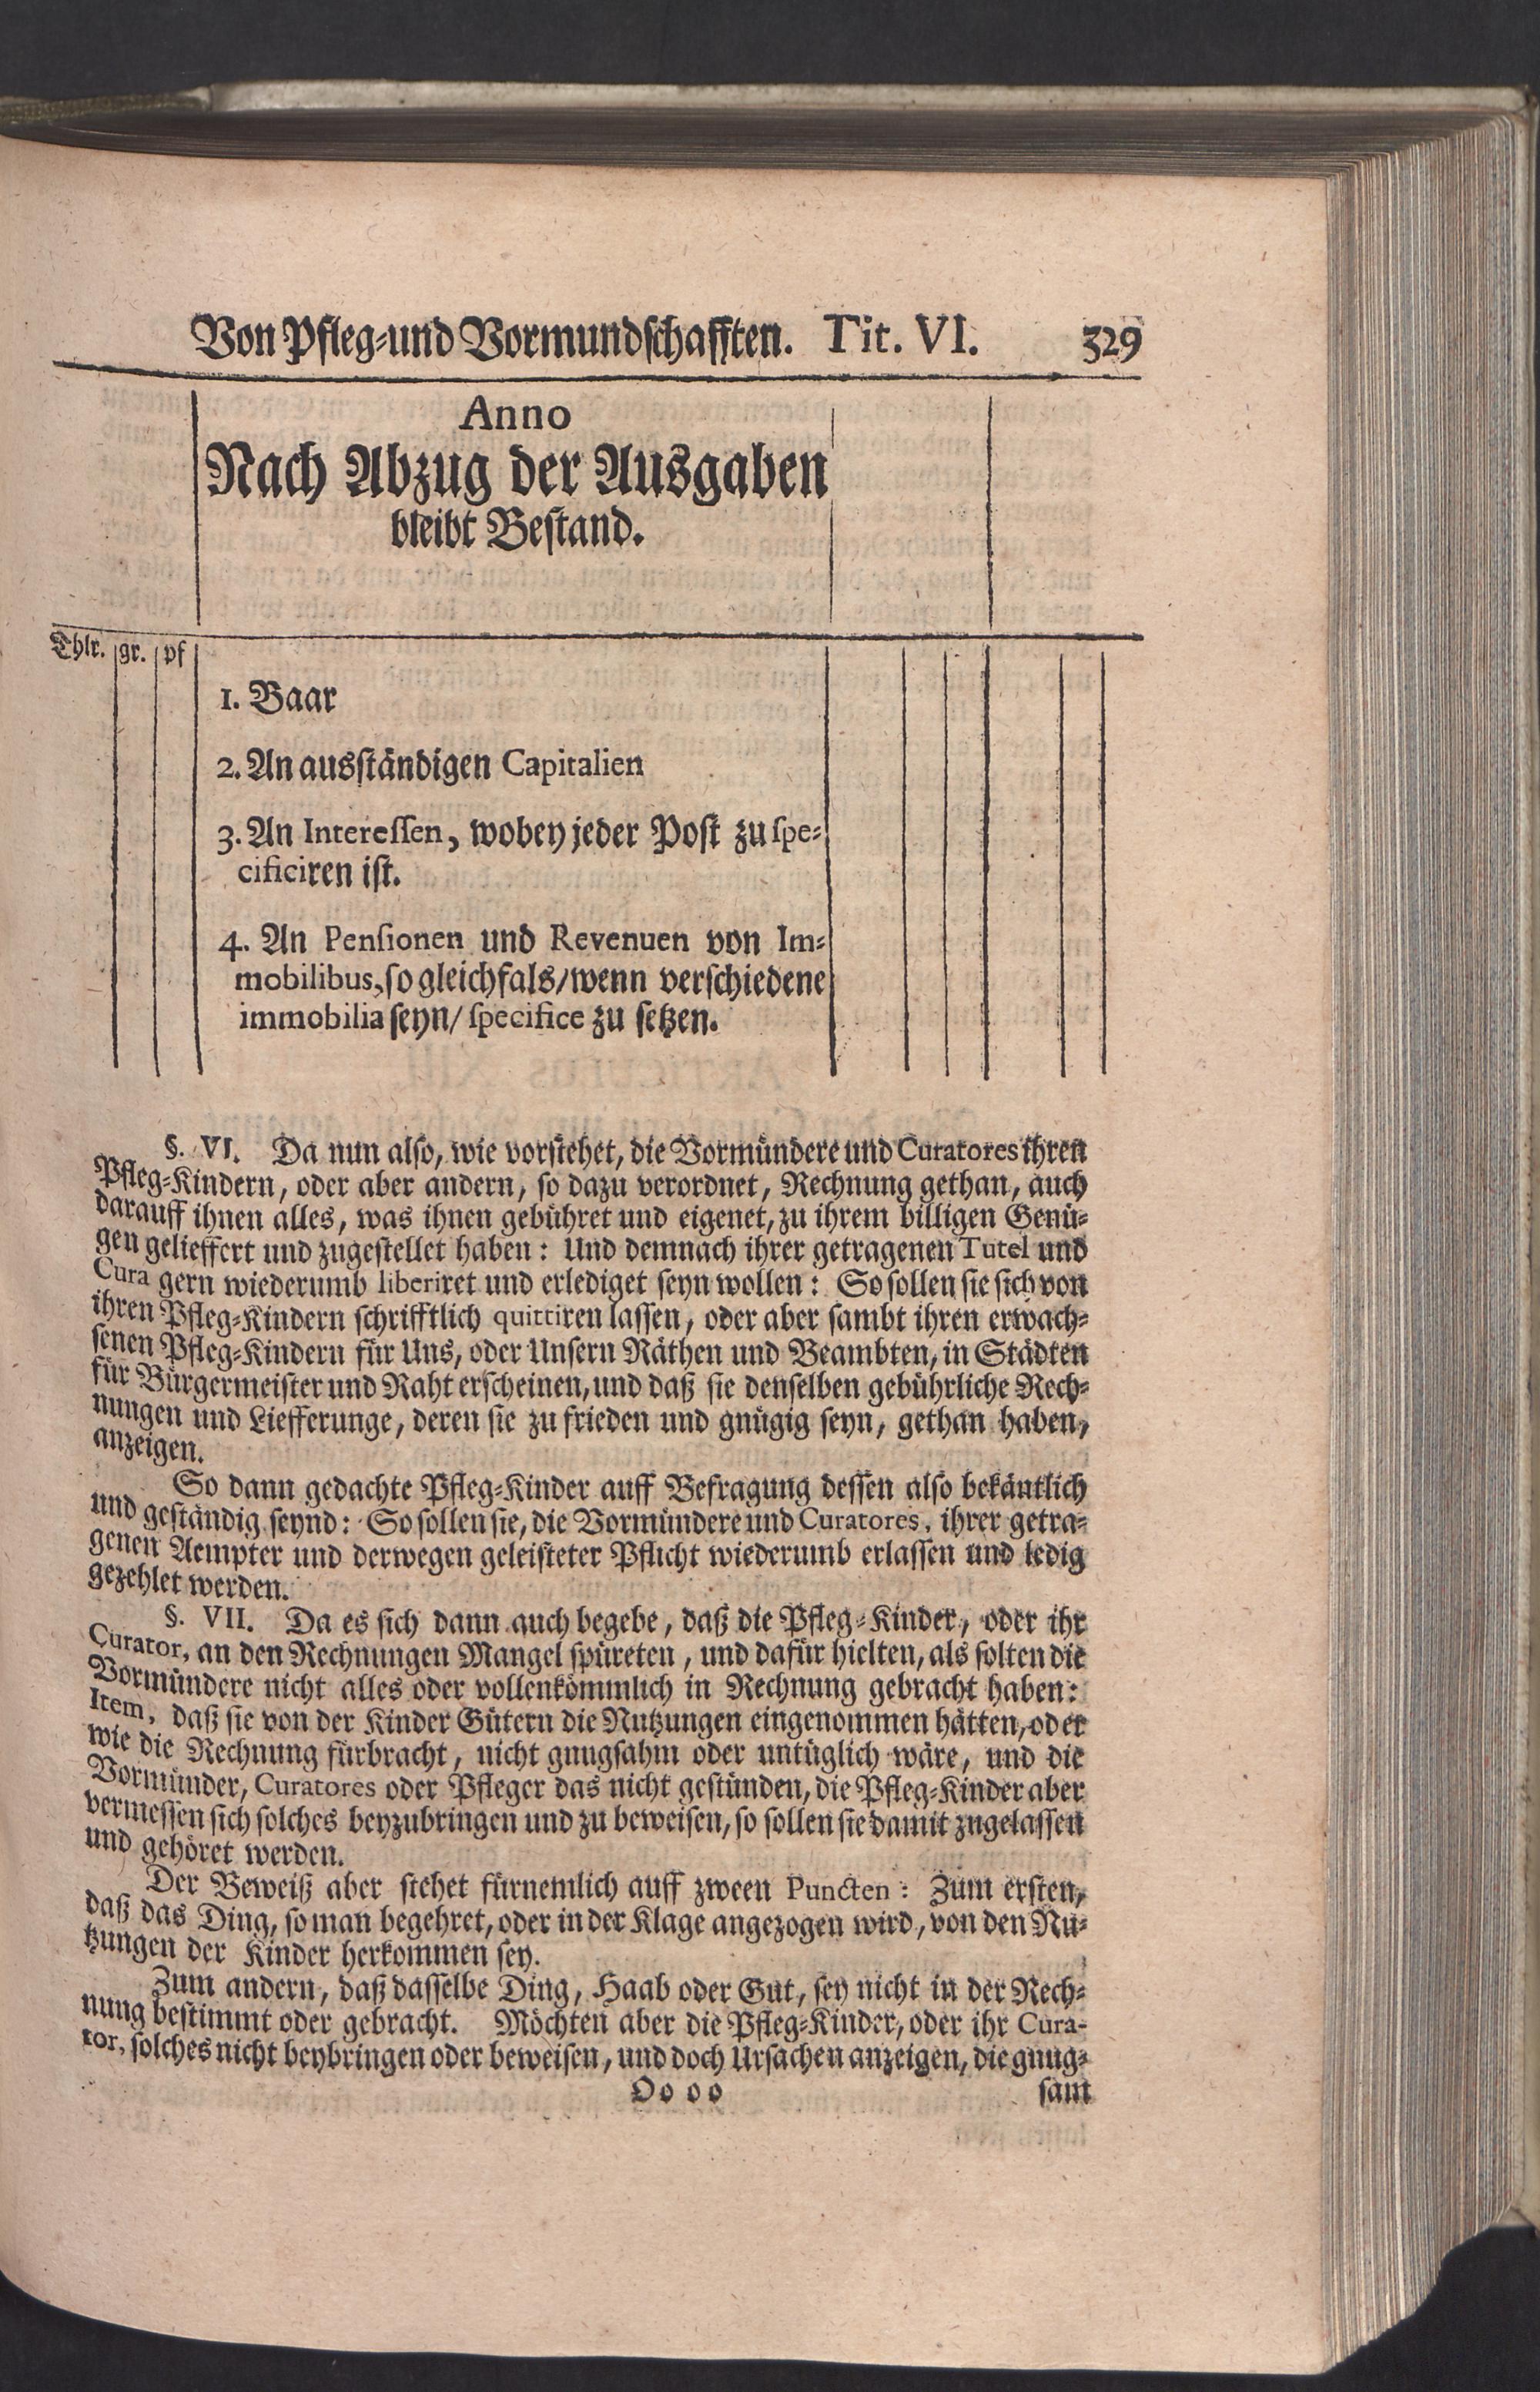 Von Pfleg-und Vormundschafften. Tit. VI. 329
Anno
Nach Abzug der Ausgaben
bleibt Bestand.
Thlr. gr. pf
1. Baar
2. An ausständigen Capitalien
3. An Interessen, wobey jeder Post zu spe-
cificiren ist.
4. An Pensionen und Revenuen von Im-
mobilibus, so gleichfals/wenn verschiedene
immobilia seyn/ specifice zu setzen.
§. VI. Da nun also, wie vorstehet, die Vormündere und Curatores ihren
Pfleg-Kindern, oder aber andern, so dazu verordnet, Rechnung gethan, auch
darauff ihnen alles, was ihnen gebühret und eigenet, zu ihrem billigen Genü-
gen gelieffert und zugestellet haben: Und demnach ihrer getragenen Tutel und
Cura gern wiederumb liberiret und erlediget seyn wollen: So sollen sie sich von
ihren Pfleg-Kindern schrifftlich quittiren lassen, oder aber sambt ihren erwach-
senen Pfleg-Kindern für Uns, oder Unsern Räthen und Beambten, in Städten
für Bürgermeister und Raht erscheinen, und daß sie denselben gebührliche Rech-
nungen und Liefferunge, deren sie zu frieden und gnügig seyn, gethan haben,
anzeigen.
So dann gedachte Pfleg-Kinder auff Befragung dessen also bekäntlich
und geständig seynd: So sollen sie, die Vormündere und Curatores, ihrer getra-
genen Aempter und derwegen geleisteter Pflicht wiederumb erlassen und ledig
gezehlet werden.
§. VII. Da es sich dann auch begebe, daß die Pfleg-Kinder, oder ihr
Curator, an den Rechnungen Mangel spüreten, und dafür hielten, als solten die
Vormündere nicht alles oder vollenkömmlich in Rechnung gebracht haben:
Item, daß sie von der Kinder Gütern die Nutzungen eingenommen hätten, oder
wie die Rechnung fürbracht, nicht gnugsahm oder untüglich wäre, und die
Vormünder, Curatores oder Pfleger das nicht gestünden, die Pfleg-Kinder aber
vermessen sich solches beyzubringen und zu beweisen, so sollen sie damit zugelassen
und gehöret werden.
Der Beweiß aber stehet fürnemlich auff zween Puncten: Zum ersten,
daß das Ding, so man begehret, oder in der Klage angezogen wird, von den Nu-
tzungen der Kinder herkommen sey.
Zum andern, daß dasselbe Ding, Haab oder Gut, sey nicht in der Rech-
nung bestimmt oder gebracht. Möchten aber die Pfleg-Kinder, oder ihr Cura-
tor, solches nicht beybringen oder beweisen, und doch Ursachen anzeigen, die gnug-
Oo oo sam